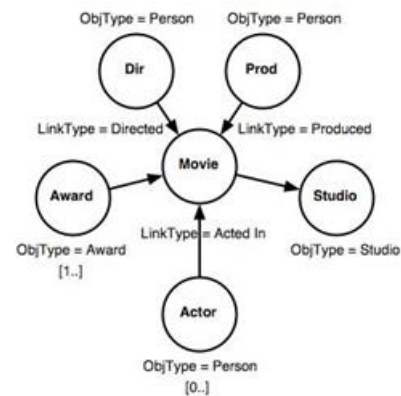 ObjType = Person
ObjType = Person
Dir
Prod
LinkType = Directed
LinkType = Produced
Movie
Award
Studio
ObjType = Award
[1..]
LinkType = Acted In
ObjType = Studio
Actor
ObjType = Person
[0..]